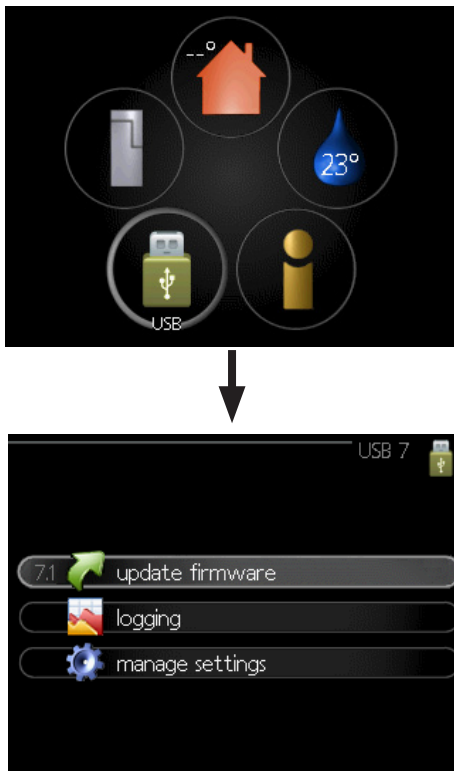 --°
23°
USB
USB 7
7.1 update firmware
logging
manage settings